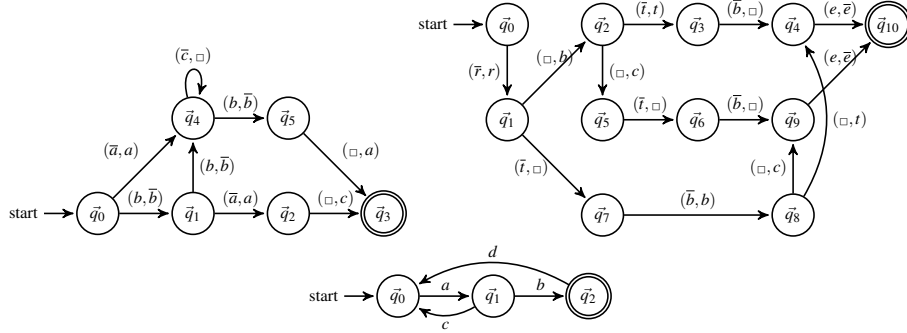 start q⃗0 (a̅, a) (b, b̅) q⃗1 (b, b̅) (a̅, a) q⃗2 (□, c) q⃗3
(c̅, □) q⃗4 (b, b̅) q⃗5 (□, a)
start q⃗0 (r̅, r) q⃗1 (□, b) q⃗2 (t̅, t) q⃗3 (b̅, □) q⃗4 (e, e̅) q⃗10
(□, c) q⃗5 (t̅, □) q⃗6 (b̅, □) q⃗9 (e, e̅)
(t̅, □) q⃗7 (b̅, b) q⃗8 (□, c) (□, t)
start q⃗0 a q⃗1 b q⃗2 c d